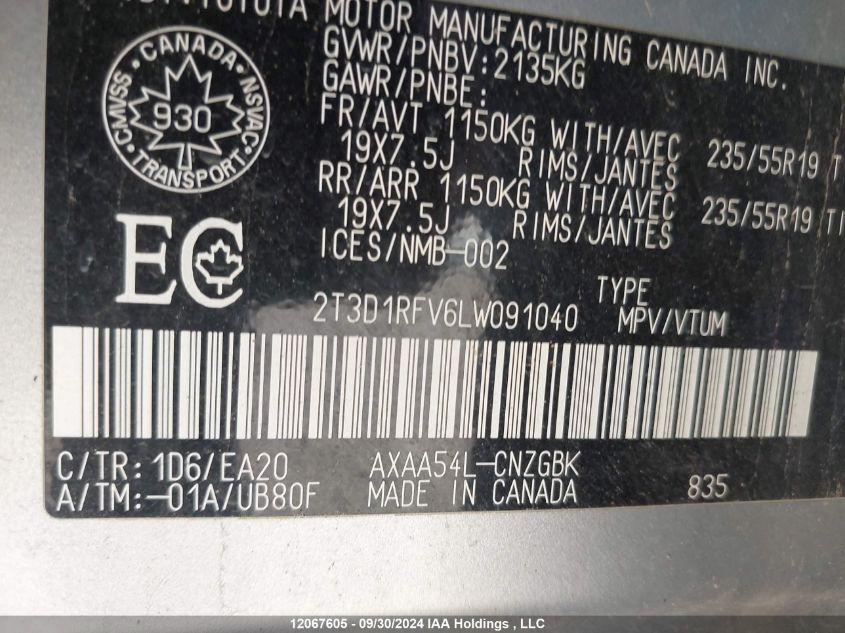 TOYOTA MOTOR MANUFACTURING CANADA INC.
GVWR/PNBV:2135KG
GAWR/PNBE:
FR/AVT 1150KG WITH/AVEC 235/55R19 T
19X7.5J RIMS/JANTES
RR/ARR 1150KG WITH/AVEC 235/55R19 TI
19X7.5J RIMS/JANTES
ICES/NMB-002
CANADA
CMVSS 930 NSVAC
TRANSPORT
EC
TYPE
2T3D1RFV6LW091040 MPV/VTUM
C/TR:1D6/EA20 AXAA54L-CNZGBK
A/TM:-01A/UB80F MADE IN CANADA 835
12067605 - 09/30/2024 IAA Holdings , LLC